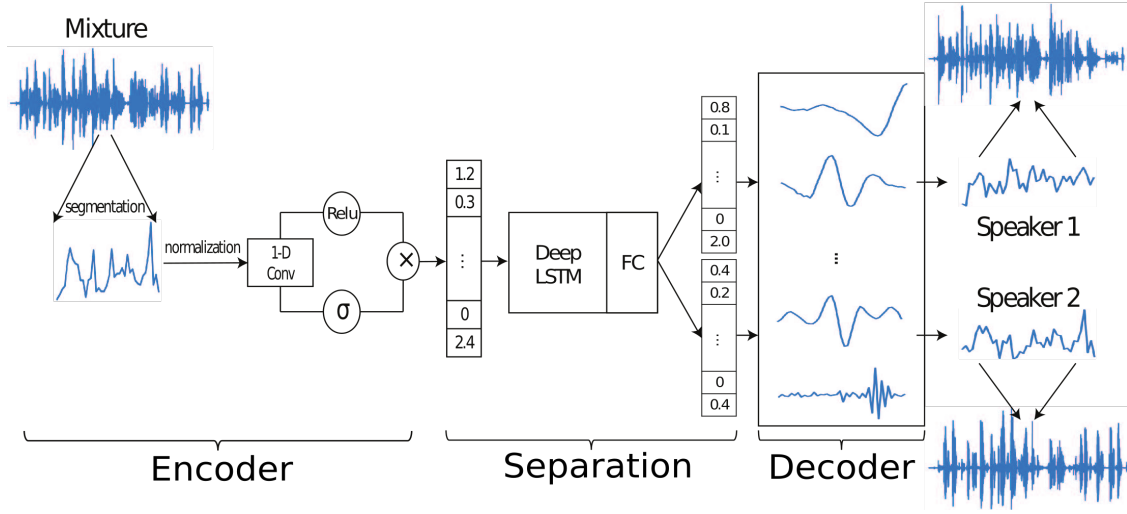 Mixture
segmentation
normalization
1-D
Conv
Relu
σ
×
1.2
0.3
⋮
0
2.4
Deep
LSTM
FC
0.8
0.1
⋮
0
2.0
0.4
0.2
⋮
0
0.4
...
Speaker 1
Speaker 2
Encoder
Separation
Decoder